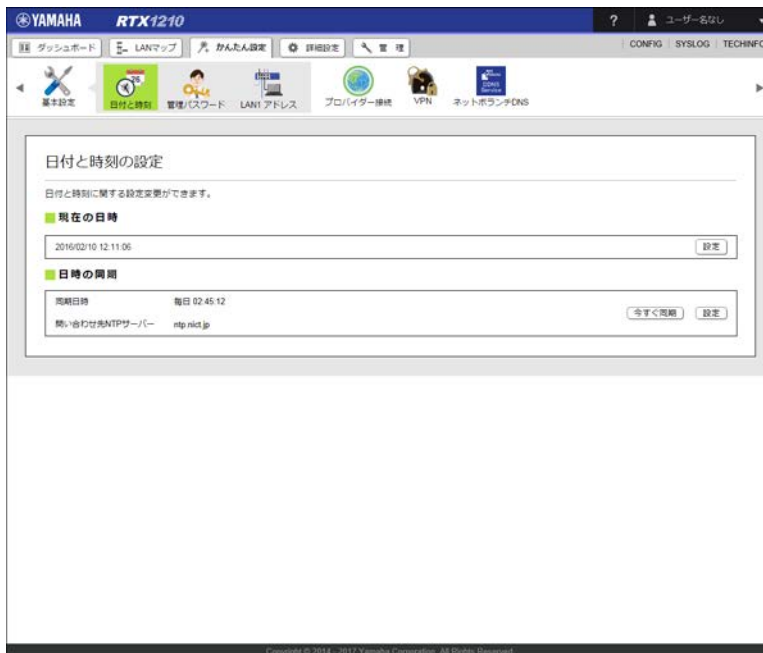 YAMAHA RTX1210 ? ユーザー名なし
ダッシュボード LANマップ かんたん設定 詳細設定 管 理 CONFIG SYSLOG TECHINFO
基本設定 日付と時刻 管理パスワード LAN1 アドレス プロバイダー接続 VPN ネットボランチDNS
日付と時刻の設定
日付と時刻に関する設定変更ができます。
現在の日時
2016/02/10 12:11:06 設定
日時の同期
同期日時 毎日 02:45:12
今すぐ同期 設定
問い合わせ先NTPサーバー ntp.nict.jp
Copyright © 2014 - 2017 Yamaha Corporation. All Rights Reserved.